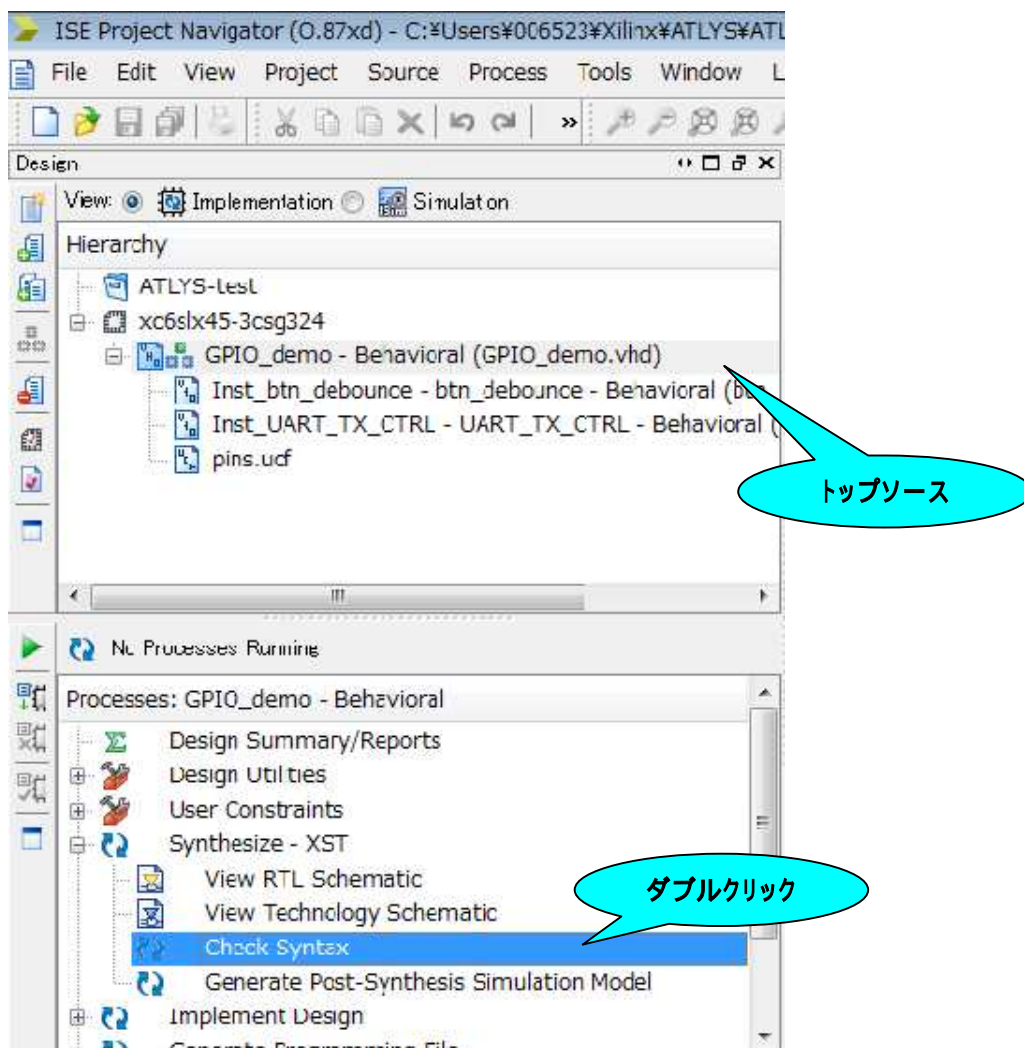 ISE Project Navigator (O.87xd) - C:¥Users¥006523¥Xilinx¥ATLYS¥ATL
File Edit View Project Source Process Tools Window L
Design
View: Implementation Simulation
Hierarchy
ATLYS-test
xc6slx45-3csg324
GPIO_demo - Behavioral (GPIO_demo.vhd)
Inst_btn_debounce - btn_debounce - Behavioral (btn
Inst_UART_TX_CTRL - UART_TX_CTRL - Behavioral (
pins.ucf
トップソース
No Processes Running
Processes: GPIO_demo - Behavioral
Design Summary/Reports
Design Utilities
User Constraints
Synthesize - XST
View RTL Schematic
ダブルクリック
View Technology Schematic
Check Syntax
Generate Post-Synthesis Simulation Model
Implement Design
Generate Programming File